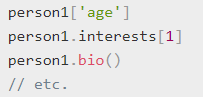 person1['age']
person1.interests[1]
person1.bio()
// etc.